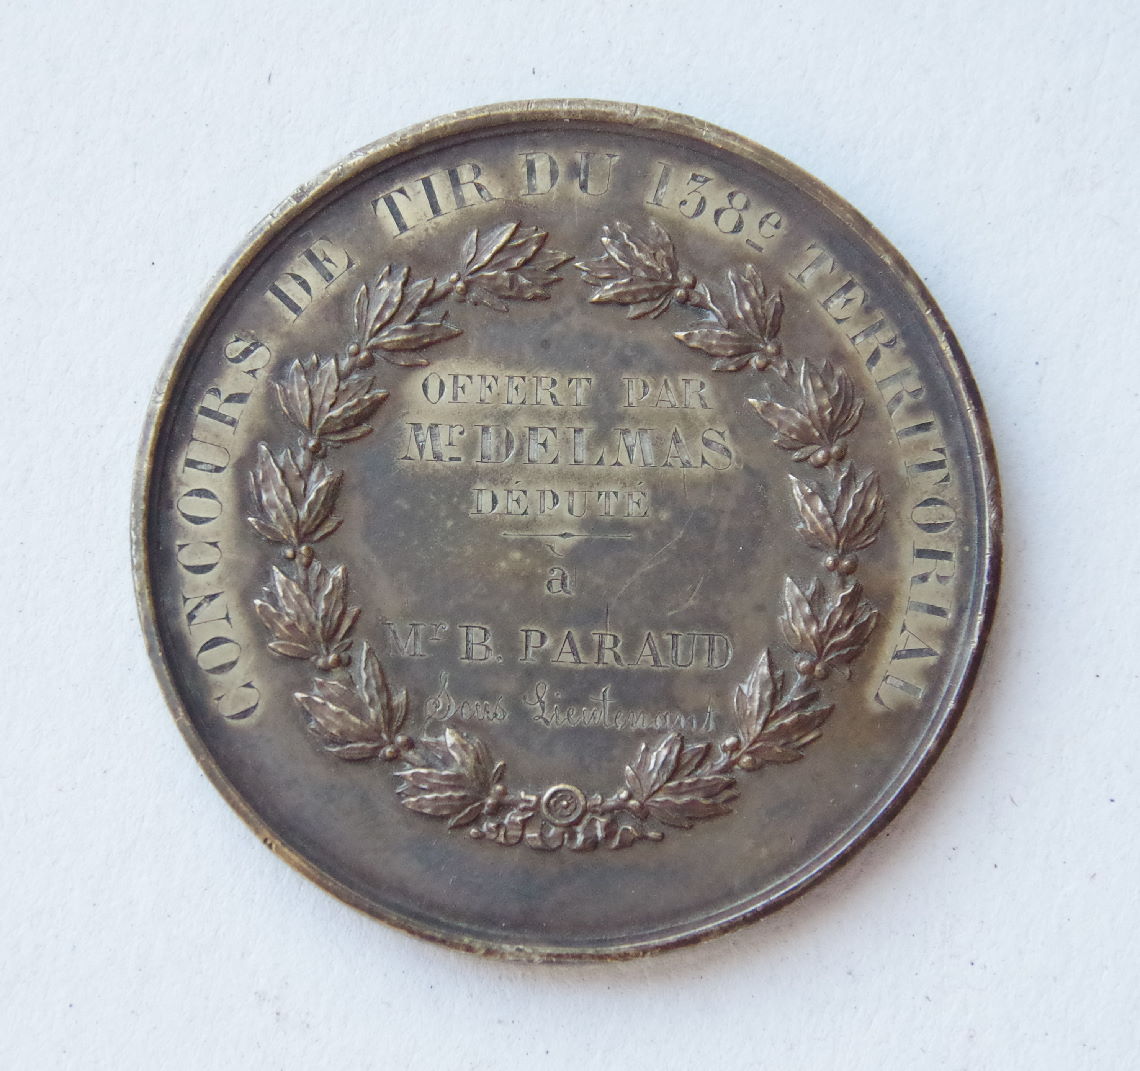 CONCOURS DE TIR DU 138e TERRITORIAL
OFFERT PAR
Mr DELMAS
DÉPUTÉ
à
Mr B. PARAUD
Sous Lieutenant